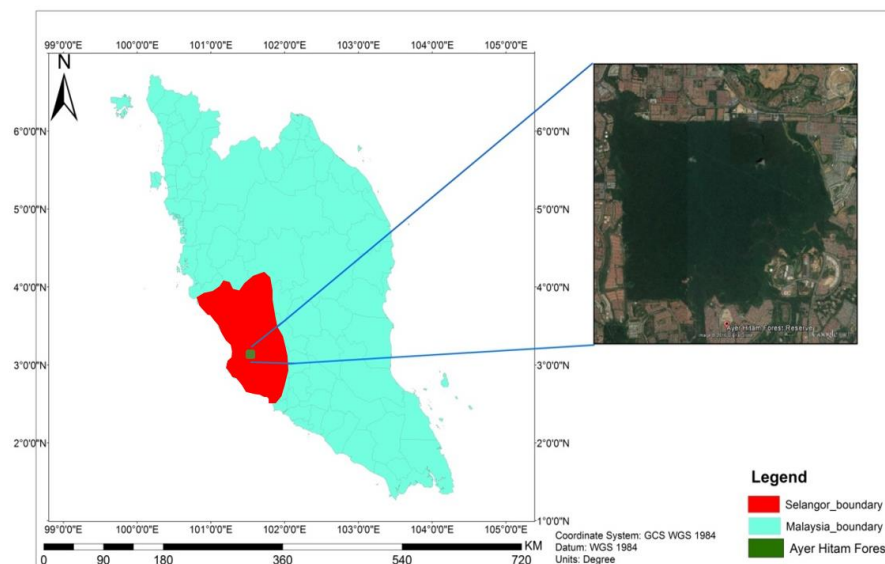 99°0'0"E 100°0'0"E 101°0'0"E 102°0'0"E 103°0'0"E 104°0'0"E 105°0'0"E
N
6°0'0"N 6°0'0"N
5°0'0"N 5°0'0"N
4°0'0"N 4°0'0"N
3°0'0"N 3°0'0"N
2°0'0"N 2°0'0"N
1°0'0"N
99°0'0"E 100°0'0"E 101°0'0"E 102°0'0"E 103°0'0"E 104°0'0"E 105°0'0"E
Ayer Hitam Forest Reserve
Google
Legend
Selangor_boundary
Malaysia_boundary
Ayer Hitam Fores
Coordinate System: GCS WGS 1984
Datum: WGS 1984
Units: Degree
KM
0 90 180 360 540 720